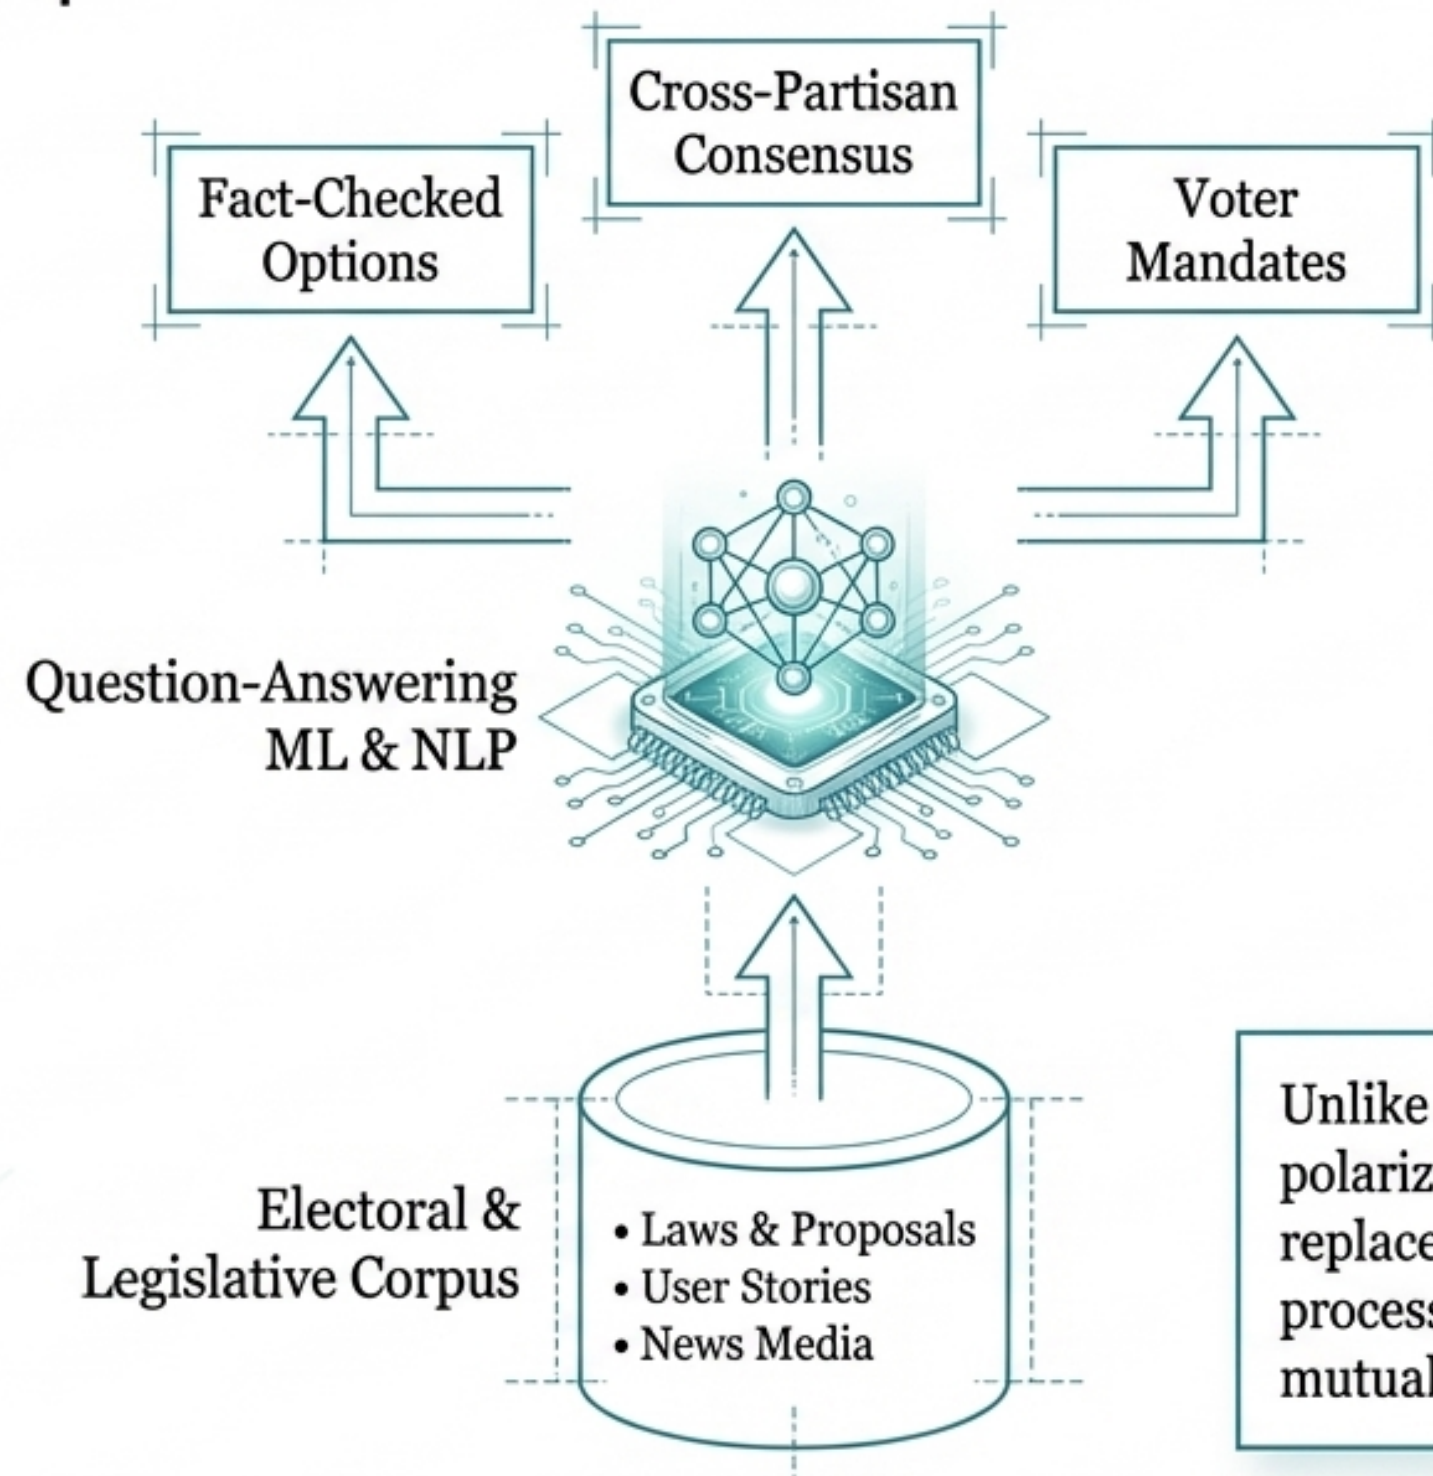 Cross-Partisan
Consensus
Fact-Checked
Options
Voter
Mandates
Question-Answering
ML & NLP
Electoral &
Legislative Corpus
• Laws & Proposals
• User Stories
• News Media
Unlike